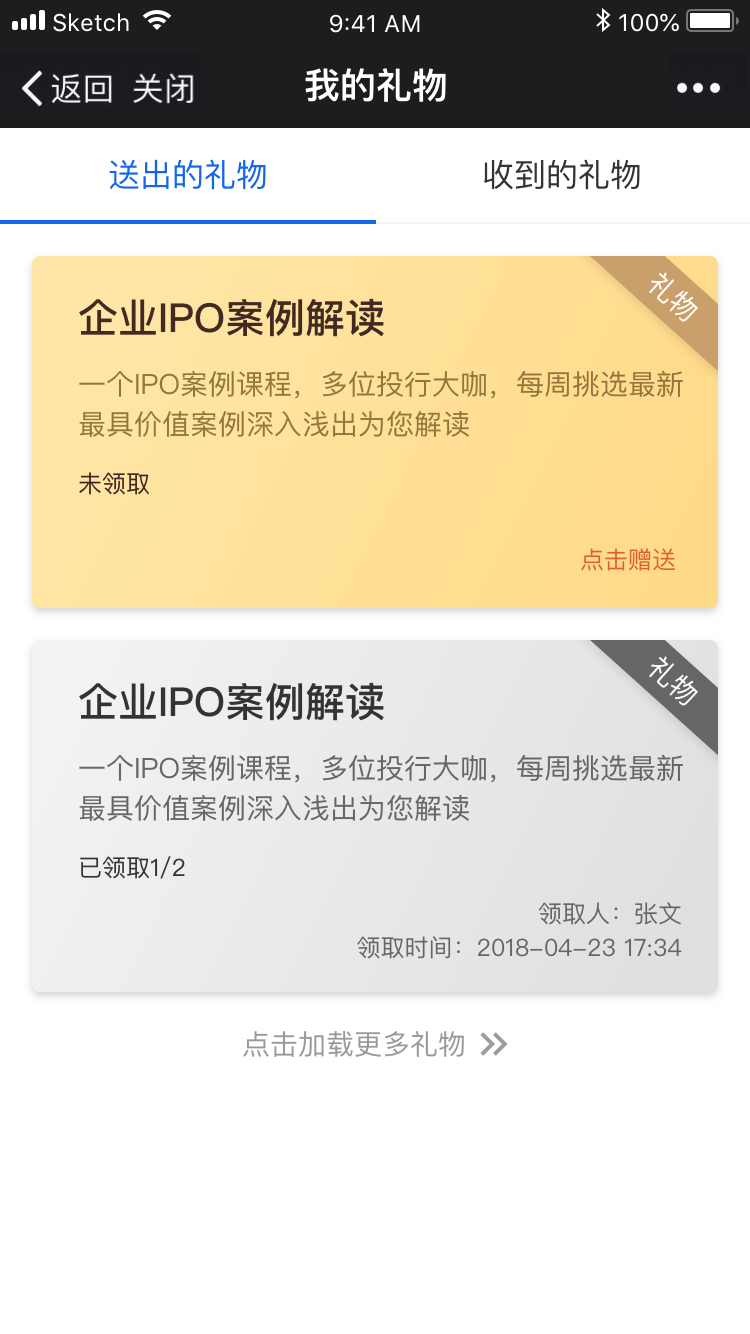 Sketch 9:41 AM 100%
返回 关闭 我的礼物
送出的礼物 收到的礼物
礼物
企业IPO案例解读
一个IPO案例课程，多位投行大咖，每周挑选最新
最具价值案例深入浅出为您解读
未领取
点击赠送
礼物
企业IPO案例解读
一个IPO案例课程，多位投行大咖，每周挑选最新
最具价值案例深入浅出为您解读
已领取1/2
领取人：张文
领取时间：2018-04-23 17:34
点击加载更多礼物